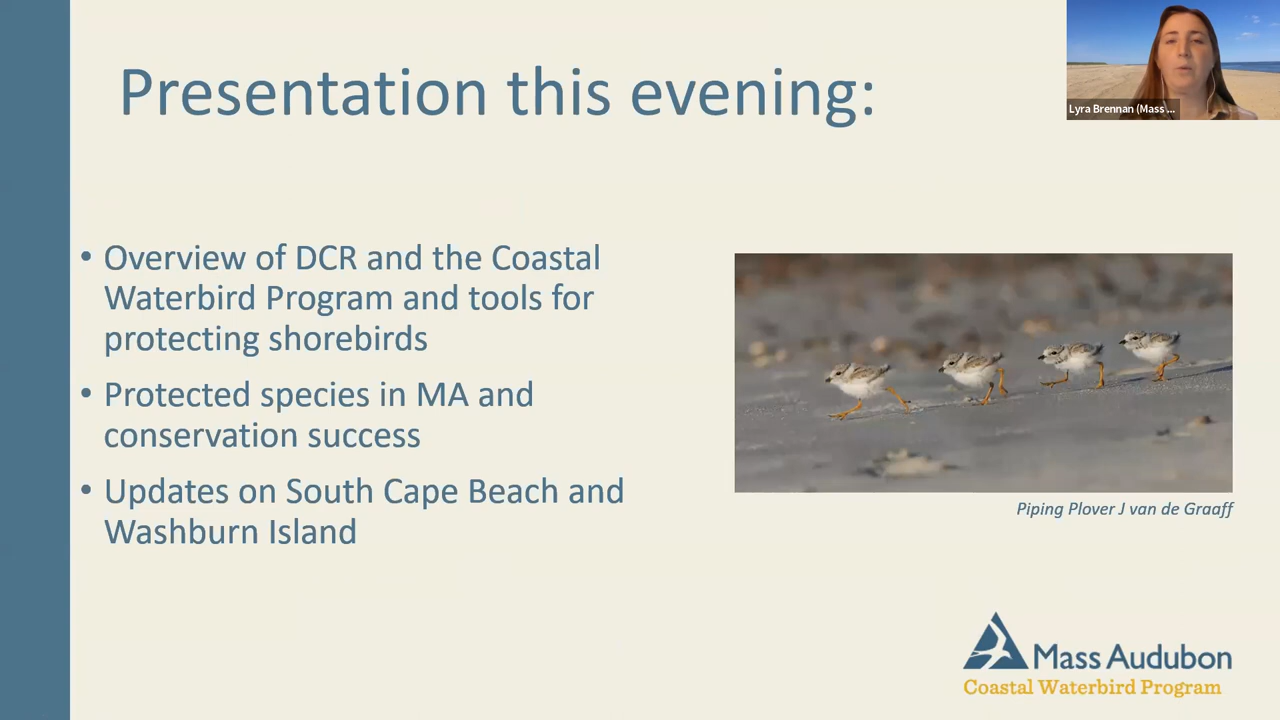 Presentation this evening:
Lyra Brennan (Mass ...
• Overview of DCR and the Coastal
Waterbird Program and tools for
protecting shorebirds
• Protected species in MA and
conservation success
• Updates on South Cape Beach and
Washburn Island
Piping Plover J van de Graaff
Mass Audubon
Coastal Waterbird Program